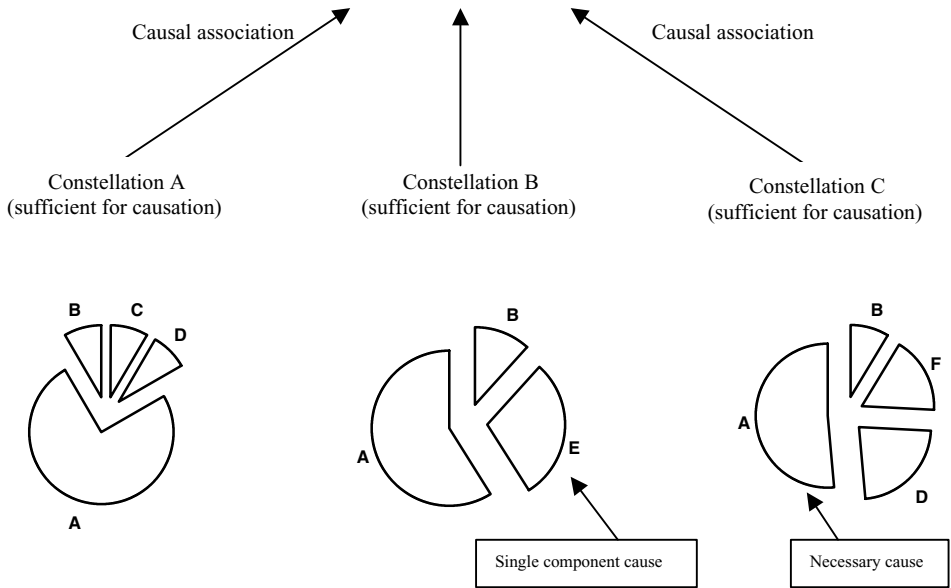 Causal association
Causal association
Constellation A
(sufficient for causation)
Constellation B
(sufficient for causation)
Constellation C
(sufficient for causation)
B
C
D
A
B
A
E
B
F
A
D
Single component cause
Necessary cause